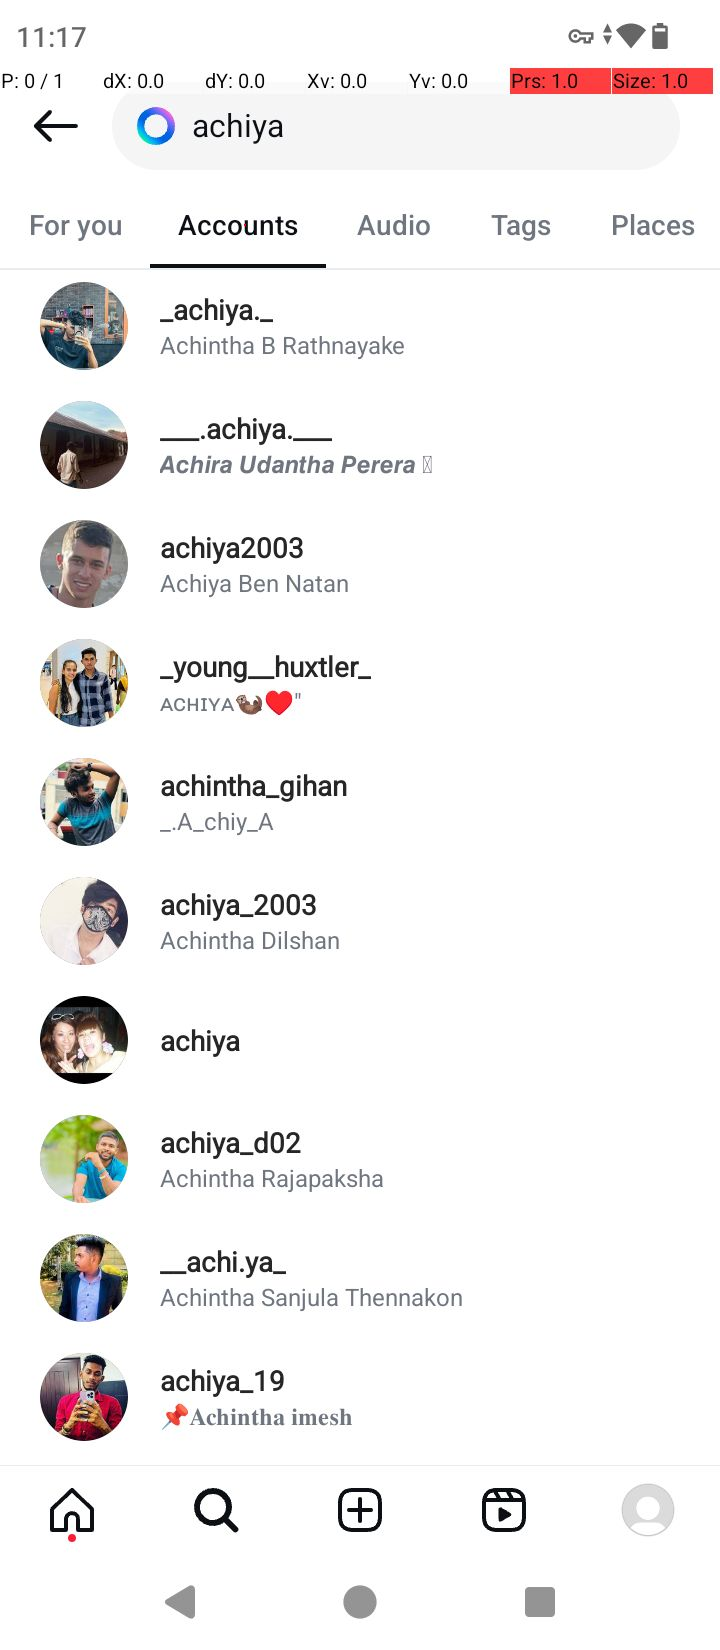 11:17
P: 0 / 1 dX: 0.0 dY: 0.0 Xv: 0.0 Yv: 0.0 Prs: 1.0 Size: 1.0
achiya
For you Accounts Audio Tags Places
_achiya._
Achintha B Rathnayake
___.achiya.___
Achira Udantha Perera
achiya2003
Achiya Ben Natan
_young__huxtler_
ᴀᴄʜɪʏᴀ🦦♥️"
achintha_gihan
_.A_chiy_A
achiya_2003
Achintha Dilshan
achiya
achiya_d02
Achintha Rajapaksha
__achi.ya_
Achintha Sanjula Thennakon
achiya_19
📌Achintha imesh